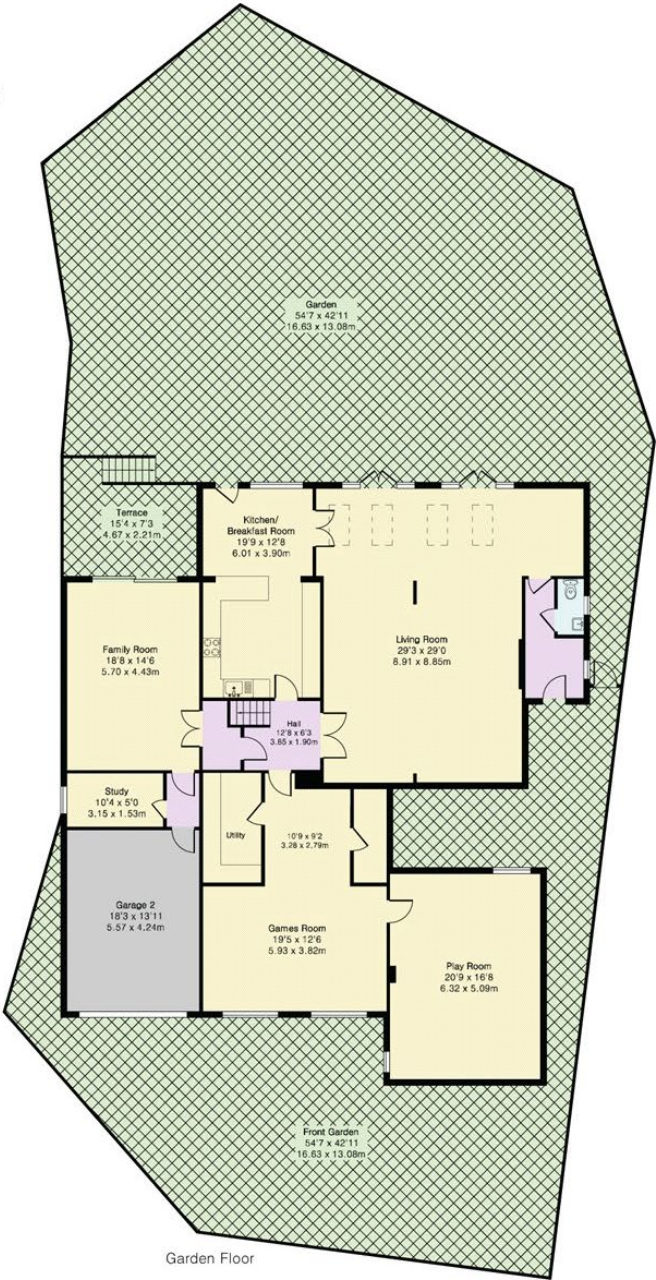 Garden
54'7 x 42'11
16.63 x 13.08m
Terrace
15'4 x 7'3
4.67 x 2.21m
Kitchen/
Breakfast Room
19'9 x 12'8
6.01 x 3.90m
Family Room
18'8 x 14'6
5.70 x 4.43m
Living Room
29'3 x 29'0
8.91 x 8.85m
Hall
12'8 x 6'3
3.85 x 1.90m
Study
10'4 x 5'0
3.15 x 1.53m
Utility
10'9 x 9'2
3.28 x 2.79m
Garage 2
18'3 x 13'11
5.57 x 4.24m
Games Room
19'5 x 12'6
5.93 x 3.82m
Play Room
20'9 x 16'8
6.32 x 5.09m
Front Garden
54'7 x 42'11
16.63 x 13.08m
Garden Floor